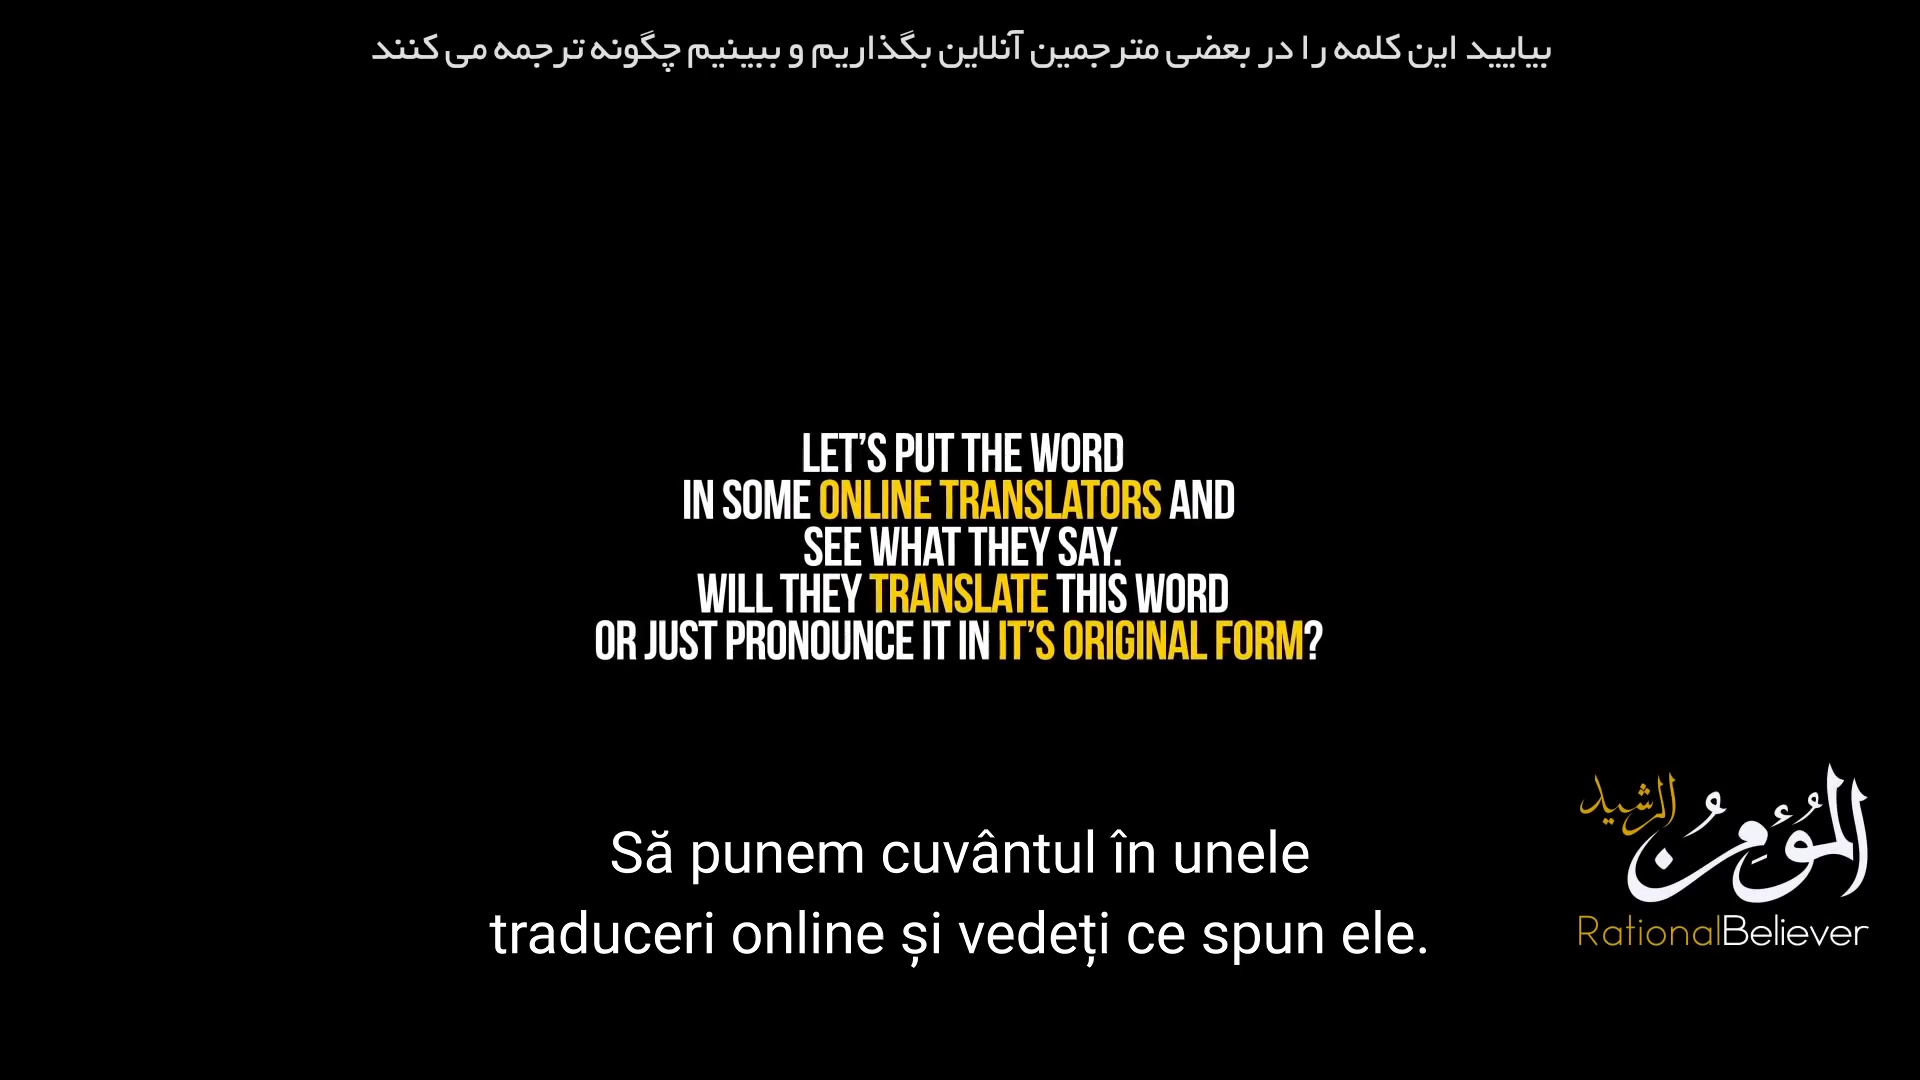 بیایید این کلمه را در بعضی مترجمین آنلاین بگذاریم و ببینیم چگونه ترجمه می کنند
LET'S PUT THE WORD
IN SOME ONLINE TRANSLATORS AND
SEE WHAT THEY SAY.
WILL THEY TRANSLATE THIS WORD
OR JUST PRONOUNCE IT IN IT'S ORIGINAL FORM?
Să punem cuvântul în unele
traduceri online și vedeți ce spun ele.
المُؤمِنُ الرشيد
RationalBeliever